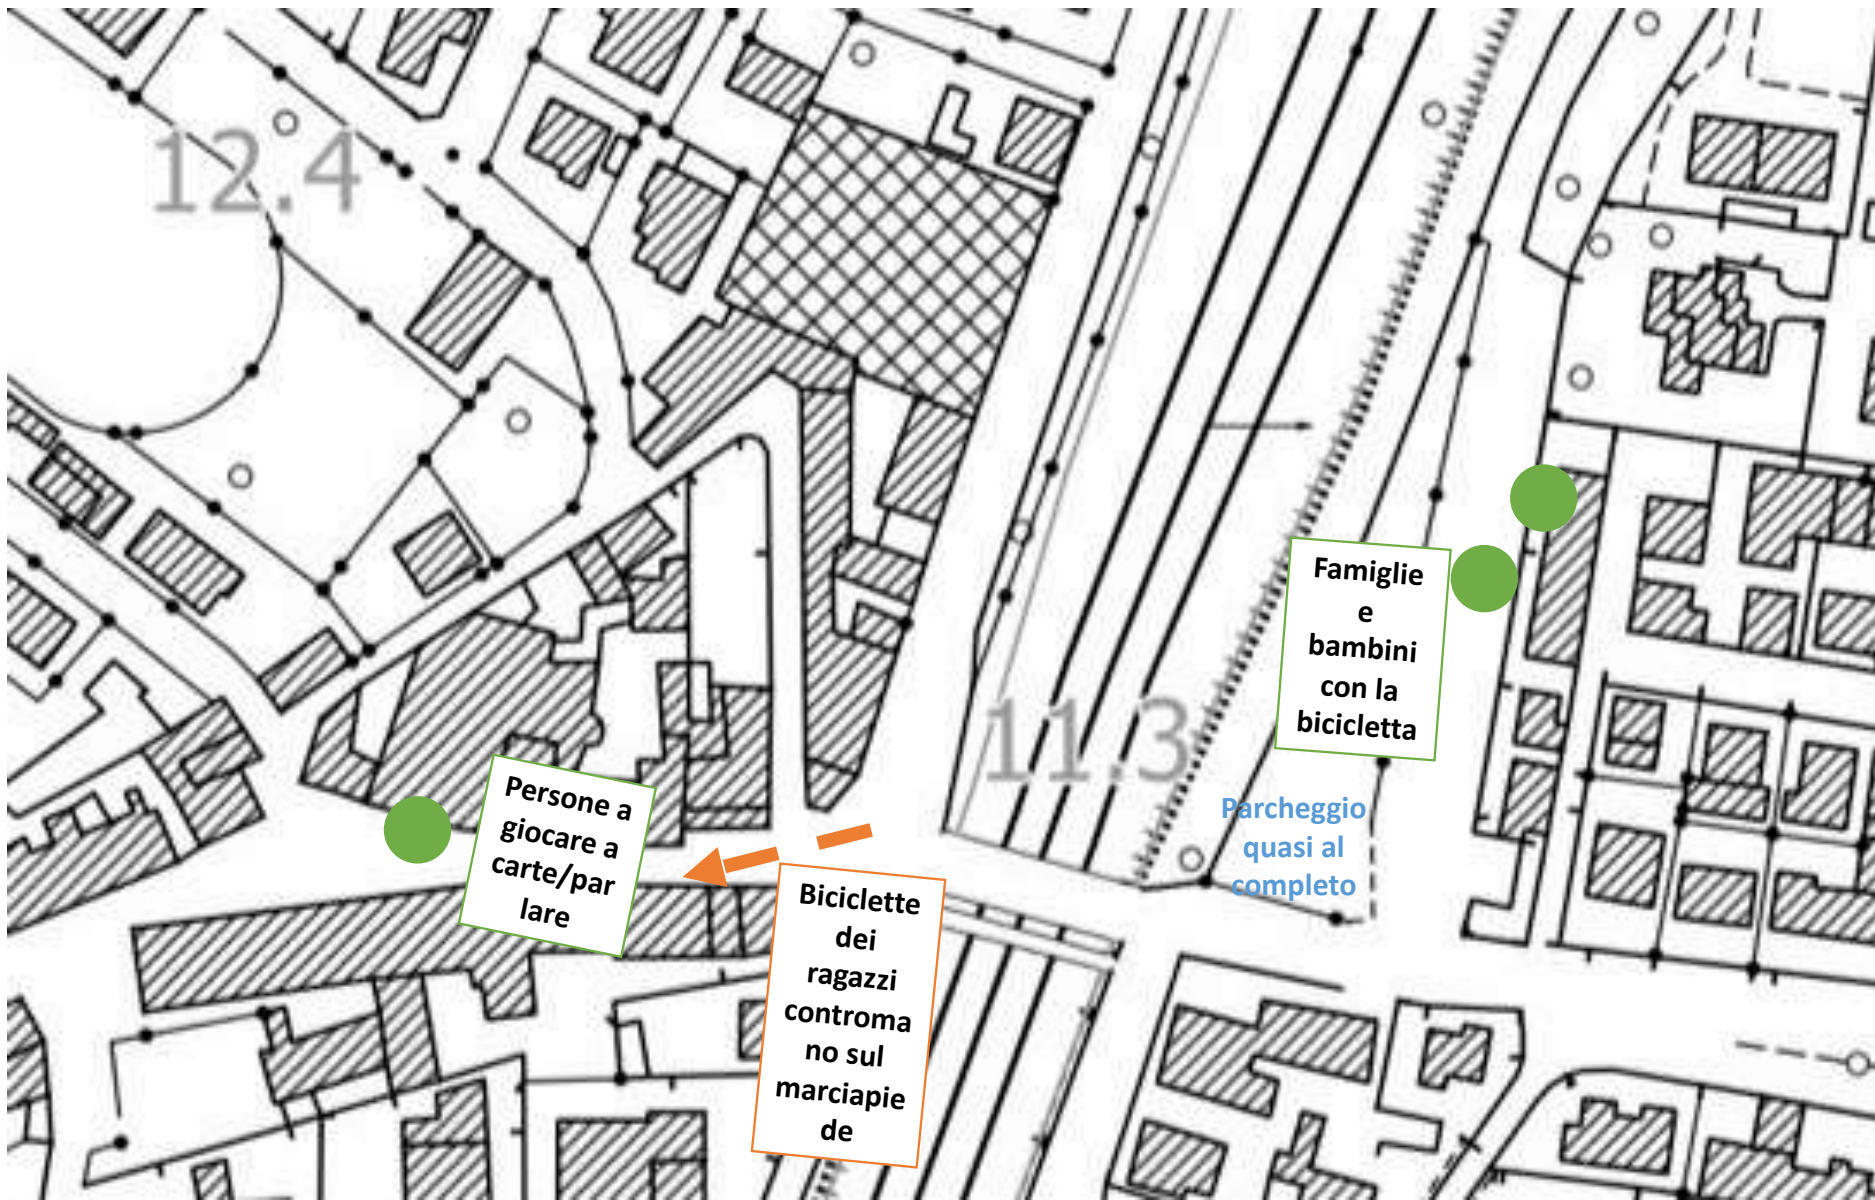 12.4
Famiglie
e
bambini
con la
bicicletta
11.3
Persone a
giocare a
carte/par
lare
Parcheggio
quasi al
completo
Biciclette
dei
ragazzi
controma
no sul
marciapie
de